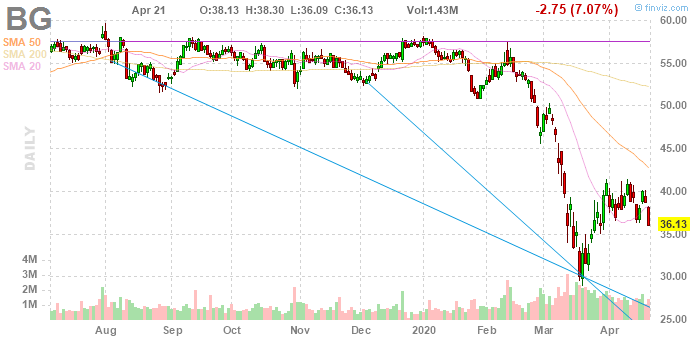 BG Apr 21 O:38.13 H:38.30 L:36.09 C:36.13 Vol:1.43M -2.75 (7.07%) © finviz.com
SMA 50
SMA 200
SMA 20
DAILY
60.00
55.00
50.00
45.00
40.00
36.13
35.00
30.00
25.00
4M
3M
2M
1M
Aug Sep Oct Nov Dec 2020 Feb Mar Apr